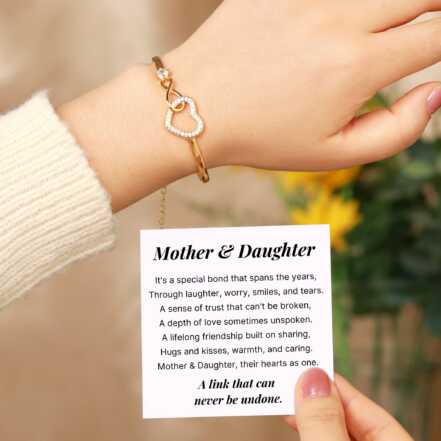 Mother & Daughter
It's a special bond that spans the years,
Through laughter, worry, smiles, and tears.
A sense of trust that can't be broken,
A depth of love sometimes unspoken.
A lifelong friendship built on sharing,
Hugs and kisses, warmth, and caring.
Mother & Daughter, their hearts as one.
A link that can
never be undone.